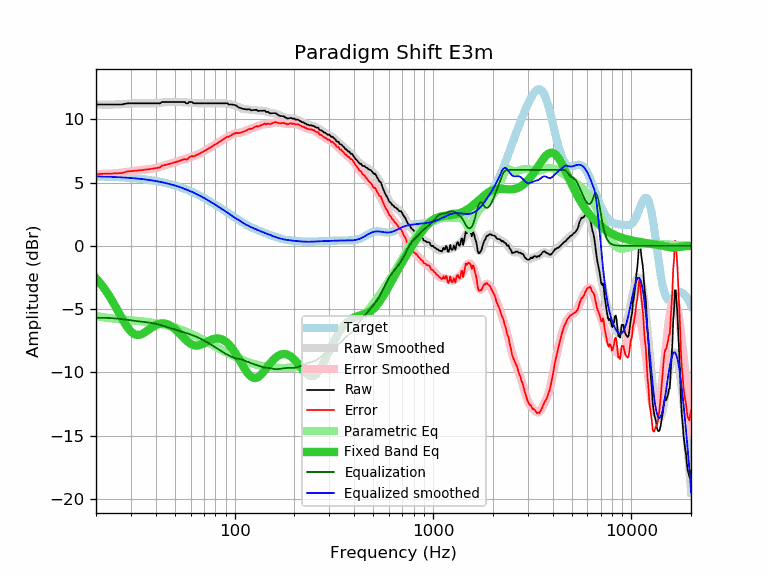 Paradigm Shift E3m
Amplitude (dBr)
10
5
0
−5
−10
−15
−20
Target
Raw Smoothed
Error Smoothed
Raw
Error
Parametric Eq
Fixed Band Eq
Equalization
Equalized smoothed
100
1000
10000
Frequency (Hz)